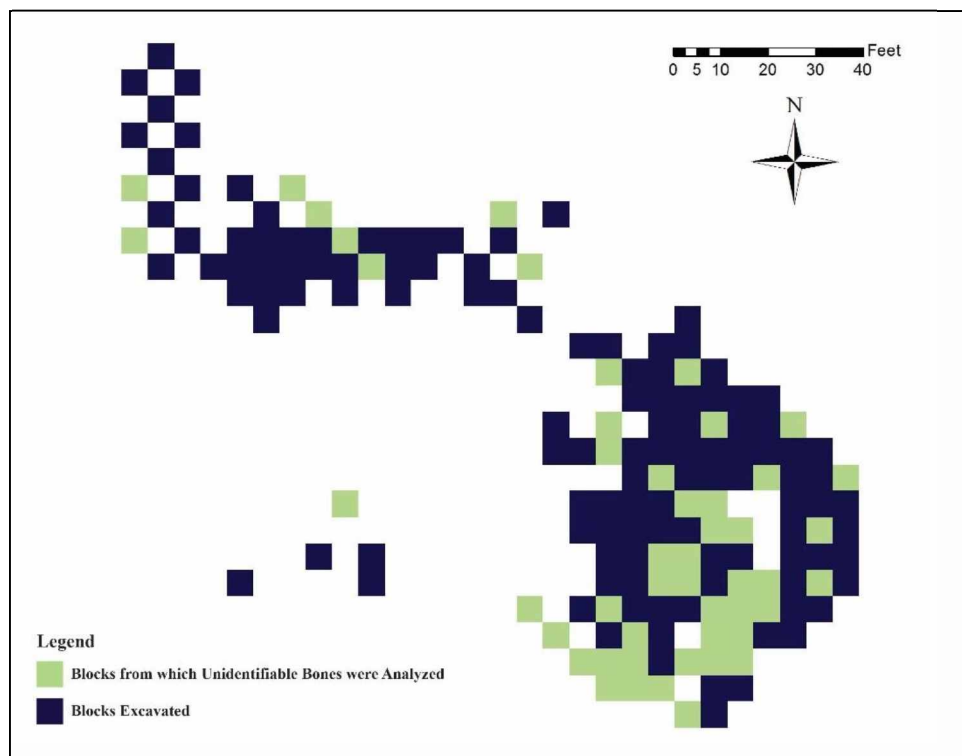 Feet
0 5 10 20 30 40
N
Legend
Blocks from which Unidentifiable Bones were Analyzed
Blocks Excavated